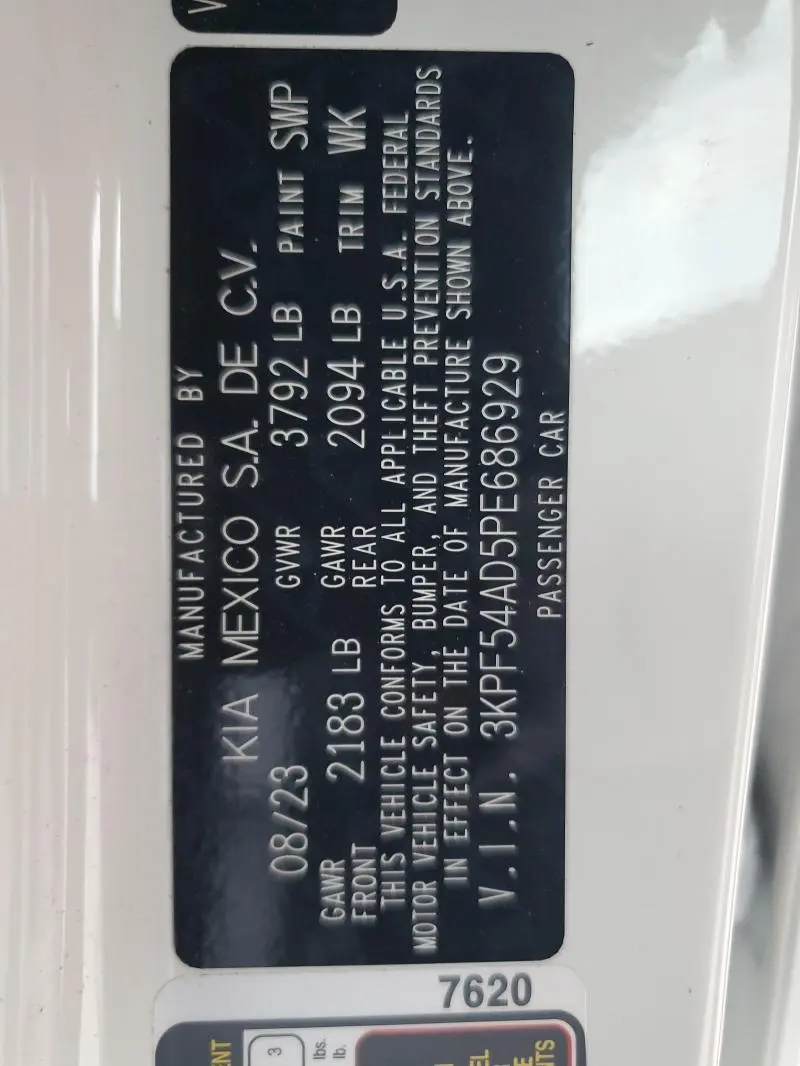 MANUFACTURED BY
KIA MEXICO S.A. DE C.V.
08/23 GVWR 3792 LB PAINT SWP
GAWR FRONT 2183 LB GAWR REAR 2094 LB TRIM WK
THIS VEHICLE CONFORMS TO ALL APPLICABLE U.S.A. FEDERAL
MOTOR VEHICLE SAFETY, BUMPER, AND THEFT PREVENTION STANDARDS
IN EFFECT ON THE DATE OF MANUFACTURE SHOWN ABOVE.
V.I.N. 3KPF54AD5PE686929
PASSENGER CAR
7620
3
lbs.
lb.